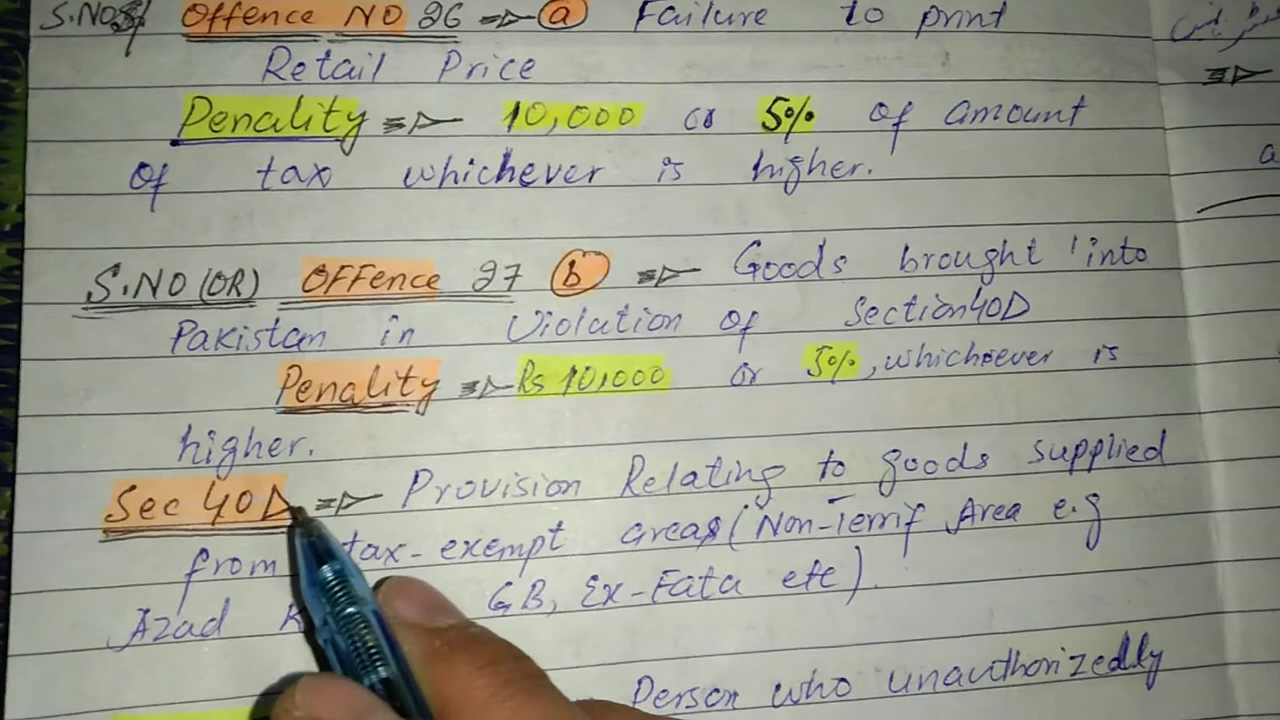 S.NO Offence NO 26 ⇒ (a) Failure to print
Retail Price
Penality ⇒ 10,000 or 5% of amount
of tax whichever is higher.
a
S.NO (OR) OFFence 27 (b) ⇒ Goods brought into
Pakistan in Violation of Section40D
Penality ⇒ Rs 10,000 or 5%, whichever is
higher.
Sec 40D ⇒ Provision Relating to goods supplied
from tax-exempt areas (Non-Terrif Area e.g
Azad K GB, Ex-Fata etc).
Person who unauthorizedly